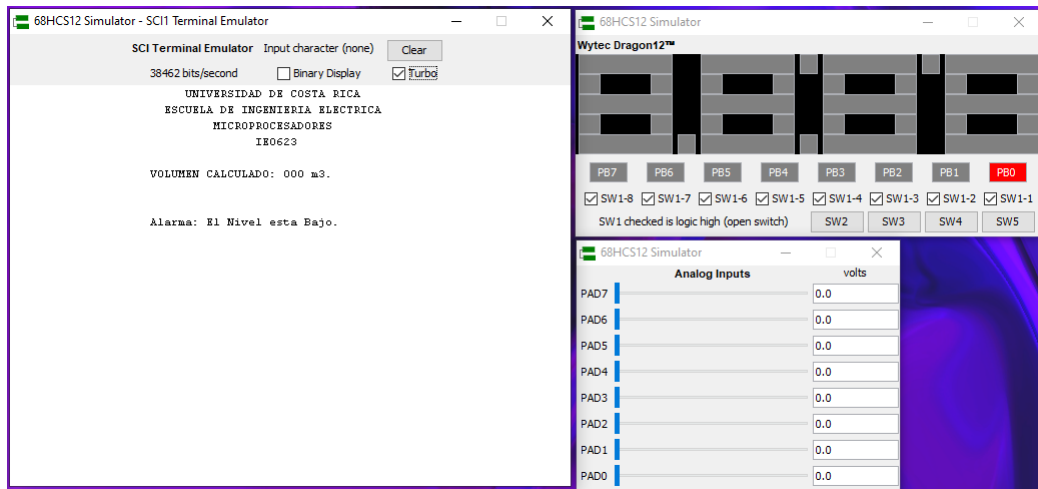 68HCS12 Simulator - SCI1 Terminal Emulator
SCI Terminal Emulator Input character (none) Clear
38462 bits/second Binary Display Turbo
UNIVERSIDAD DE COSTA RICA
ESCUELA DE INGENIERIA ELECTRICA
MICROPROCESADORES
IE0623
VOLUMEN CALCULADO: 000 m3.
Alarma: El Nivel esta Bajo.
68HCS12 Simulator
Wytec Dragon12™
PB7 PB6 PB5 PB4 PB3 PB2 PB1 PB0
SW1-8 SW1-7 SW1-6 SW1-5 SW1-4 SW1-3 SW1-2 SW1-1
SW1 checked is logic high (open switch) SW2 SW3 SW4 SW5
68HCS12 Simulator
Analog Inputs volts
PAD7 0.0
PAD6 0.0
PAD5 0.0
PAD4 0.0
PAD3 0.0
PAD2 0.0
PAD1 0.0
PAD0 0.0